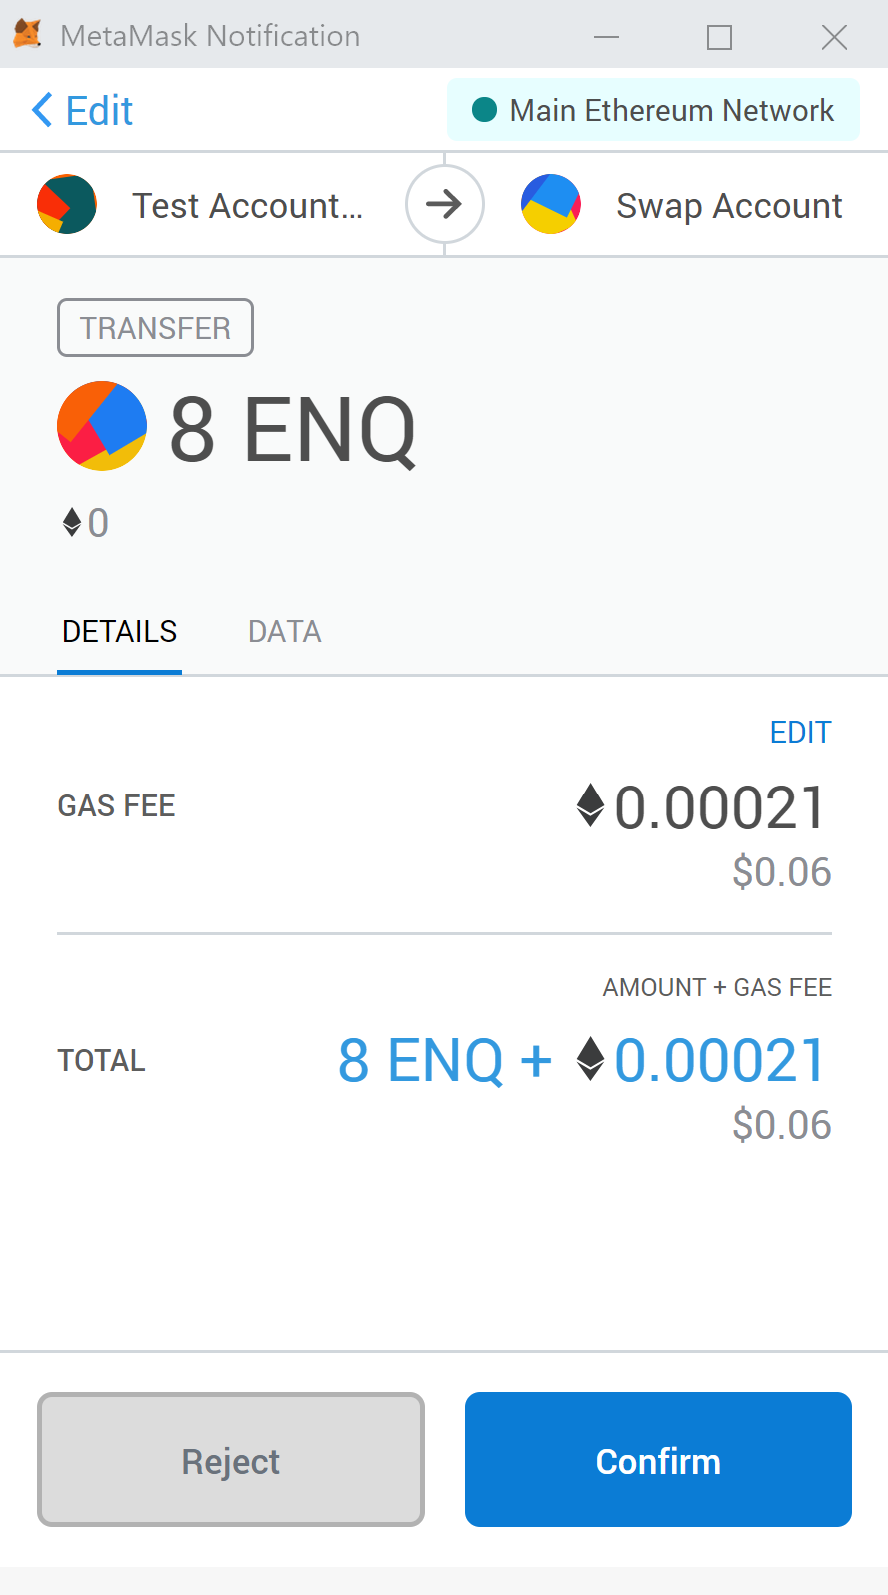 MetaMask Notification
Edit
Main Ethereum Network
Test Account...
Swap Account
TRANSFER
8 ENQ
0
DETAILS DATA
EDIT
GAS FEE
0.00021
$0.06
AMOUNT + GAS FEE
TOTAL
8 ENQ + 0.00021
$0.06
Reject
Confirm